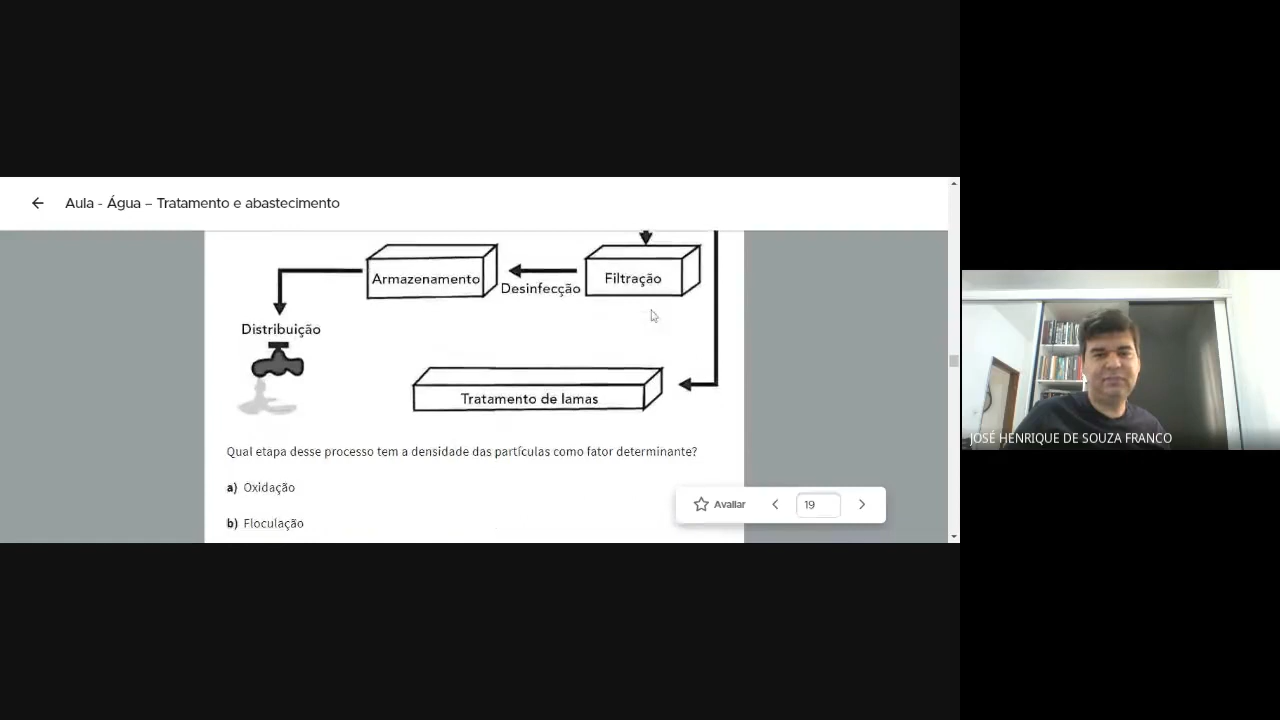 Aula - Água – Tratamento e abastecimento
Armazenamento
Desinfecção
Filtração
Distribuição
Tratamento de lamas
Qual etapa desse processo tem a densidade das partículas como fator determinante?
a) Oxidação
b) Floculação
Avaliar
19
JOSÉ HENRIQUE DE SOUZA FRANCO